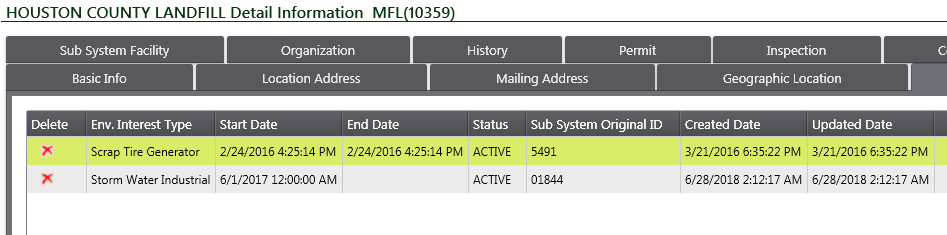 HOUSTON COUNTY LANDFILL Detail Information MFL(10359)
Sub System Facility Organization History Permit Inspection
Basic Info Location Address Mailing Address Geographic Location
Delete Env. Interest Type Start Date End Date Status Sub System Original ID Created Date Updated Date
Scrap Tire Generator 2/24/2016 4:25:14 PM 2/24/2016 4:25:14 PM ACTIVE 5491 3/21/2016 6:35:22 PM 3/21/2016 6:35:22 PM
Storm Water Industrial 6/1/2017 12:00:00 AM ACTIVE 01844 6/28/2018 2:12:17 AM 6/28/2018 2:12:17 AM